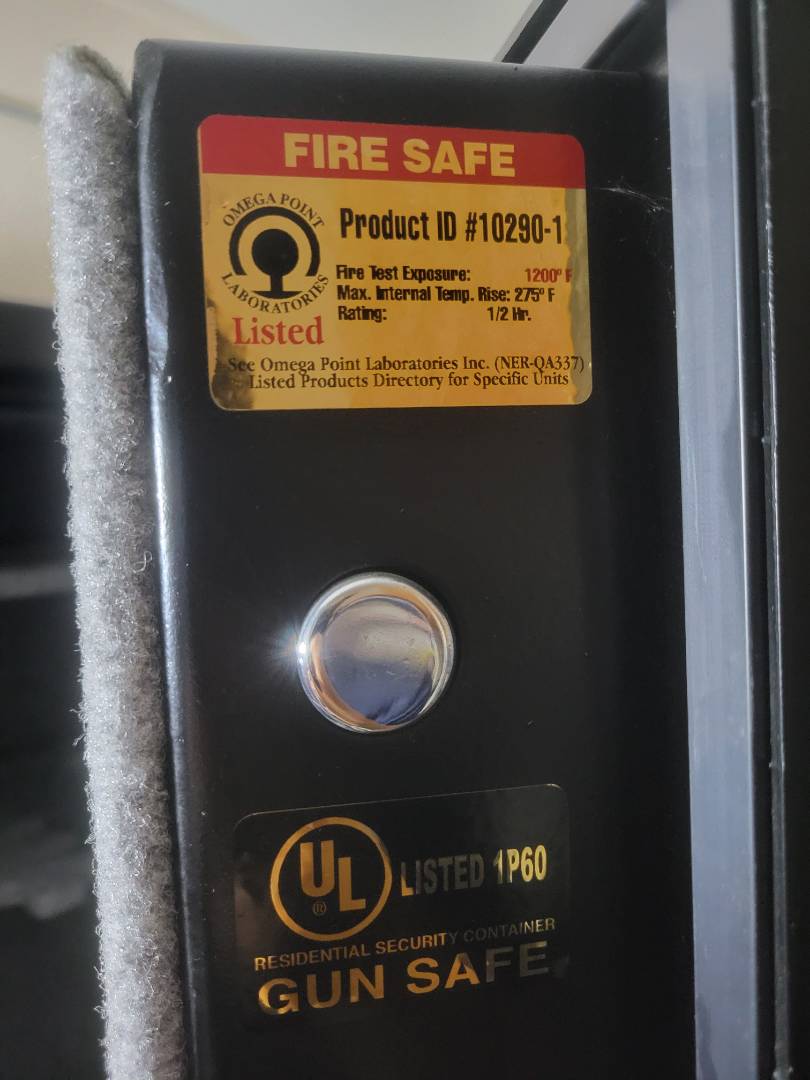 FIRE SAFE
OMEGA POINT
LABORATORIES
Listed
Product ID #10290-1
Fire Test Exposure: 1200° F
Max. Internal Temp. Rise: 275° F
Rating: 1/2 Hr.
See Omega Point Laboratories Inc. (NER-QA337)
Listed Products Directory for Specific Units
UL
®
LISTED 1P60
RESIDENTIAL SECURITY CONTAINER
GUN SAFE